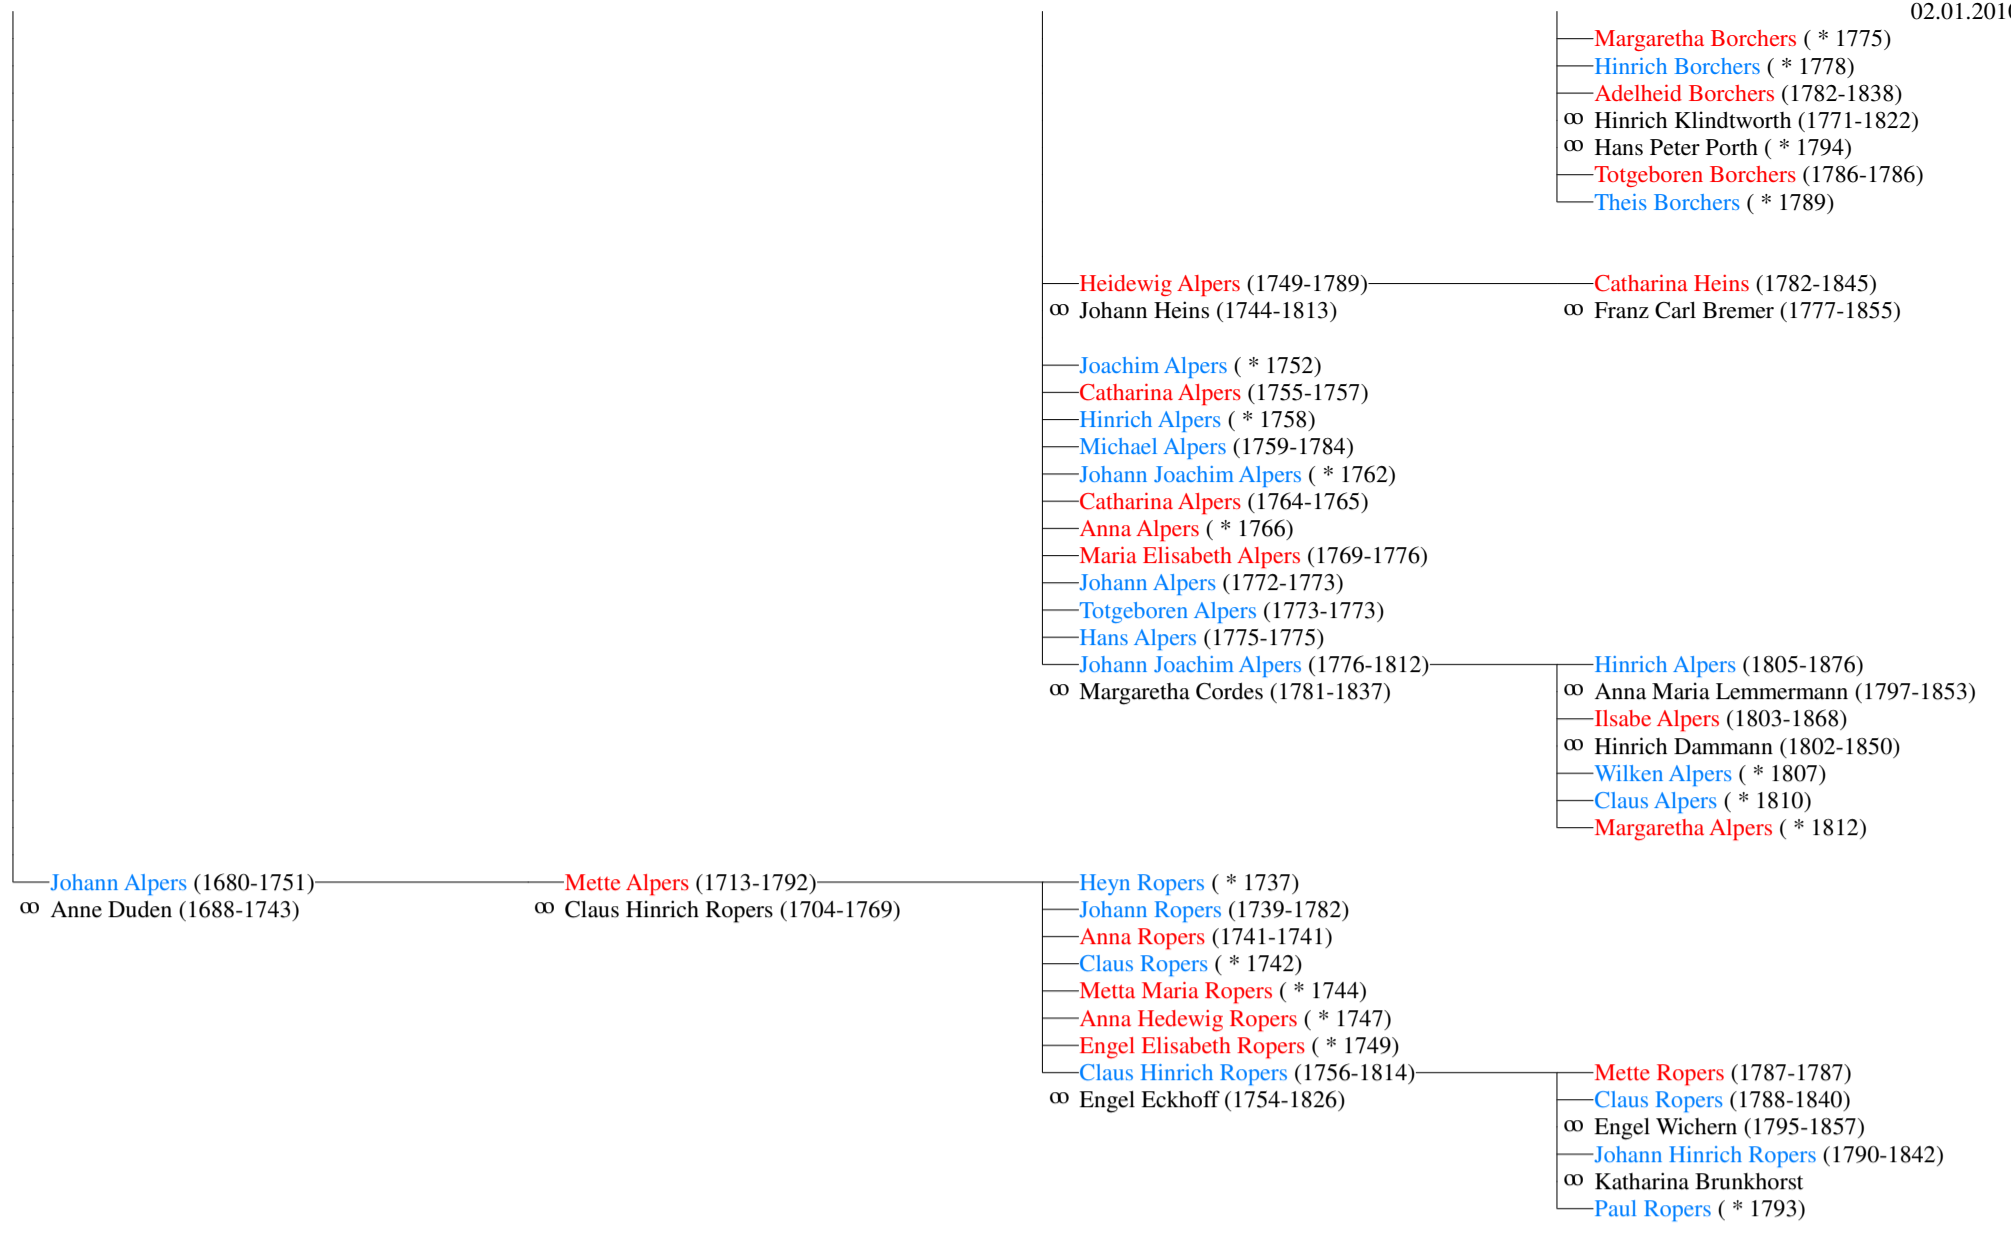 02.01.2010
Margaretha Borchers ( * 1775)
Hinrich Borchers ( * 1778)
Adelheid Borchers (1782-1838)
∞ Hinrich Klindtworth (1771-1822)
∞ Hans Peter Porth ( * 1794)
Totgeboren Borchers (1786-1786)
Theis Borchers ( * 1789)
Heidewig Alpers (1749-1789) Catharina Heins (1782-1845)
∞ Johann Heins (1744-1813) ∞ Franz Carl Bremer (1777-1855)
Joachim Alpers ( * 1752)
Catharina Alpers (1755-1757)
Hinrich Alpers ( * 1758)
Michael Alpers (1759-1784)
Johann Joachim Alpers ( * 1762)
Catharina Alpers (1764-1765)
Anna Alpers ( * 1766)
Maria Elisabeth Alpers (1769-1776)
Johann Alpers (1772-1773)
Totgeboren Alpers (1773-1773)
Hans Alpers (1775-1775)
Johann Joachim Alpers (1776-1812) Hinrich Alpers (1805-1876)
∞ Margaretha Cordes (1781-1837) ∞ Anna Maria Lemmermann (1797-1853)
Ilsabe Alpers (1803-1868)
∞ Hinrich Dammann (1802-1850)
Wilken Alpers ( * 1807)
Claus Alpers ( * 1810)
Margaretha Alpers ( * 1812)
Johann Alpers (1680-1751) Mette Alpers (1713-1792) Heyn Ropers ( * 1737)
∞ Anne Duden (1688-1743) ∞ Claus Hinrich Ropers (1704-1769) Johann Ropers (1739-1782)
Anna Ropers (1741-1741)
Claus Ropers ( * 1742)
Metta Maria Ropers ( * 1744)
Anna Hedewig Ropers ( * 1747)
Engel Elisabeth Ropers ( * 1749)
Claus Hinrich Ropers (1756-1814) Mette Ropers (1787-1787)
∞ Engel Eckhoff (1754-1826) Claus Ropers (1788-1840)
∞ Engel Wichern (1795-1857)
Johann Hinrich Ropers (1790-1842)
∞ Katharina Brunkhorst
Paul Ropers ( * 1793)